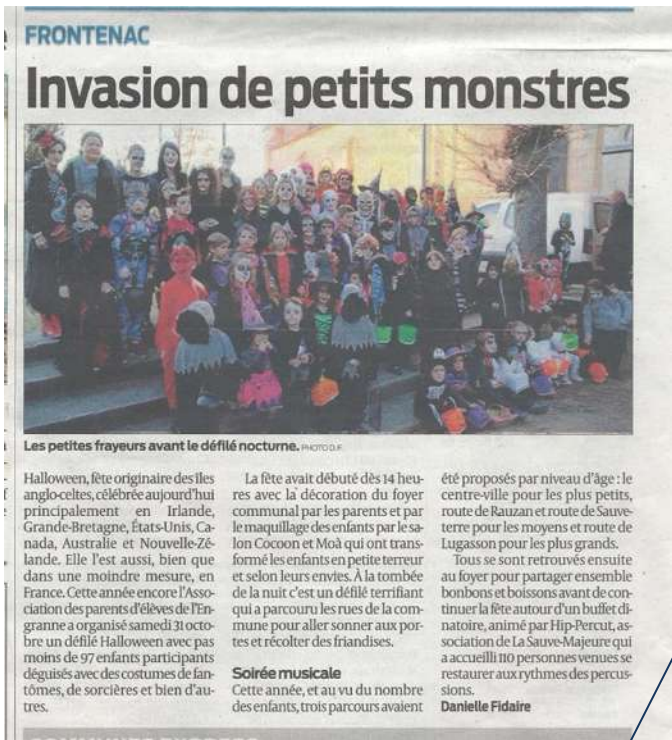 FRONTENAC
Invasion de petits monstres
Les petites frayeurs avant le défilé nocturne. PHOTO D.F.
Halloween, fête originaire des îles
anglo-celtes, célébrée aujourd'hui
principalement en Irlande,
Grande-Bretagne, États-Unis, Ca-
nada, Australie et Nouvelle-Zé-
lande. Elle l'est aussi, bien que
dans une moindre mesure, en
France. Cette année encore l'Asso-
ciation des parents d'élèves de l'En-
granne a organisé samedi 31 octo-
bre un défilé Halloween avec pas
moins de 97 enfants participants
déguisés avec des costumes de fan-
tômes, de sorcières et bien d'au-
tres.
La fête avait débuté dès 14 heu-
res avec la décoration du foyer
communal par les parents et par
le maquillage des enfants par le sa-
lon Cocoon et Moà qui ont trans-
formé les enfants en petite terreur
et selon leurs envies. À la tombée
de la nuit c'est un défilé terrifiant
qui a parcouru les rues de la com-
mune pour aller sonner aux por-
tes et récolter des friandises.
Soirée musicale
Cette année, et au vu du nombre
des enfants, trois parcours avaient
été proposés par niveau d'âge : le
centre-ville pour les plus petits,
route de Rauzan et route de Sauve-
terre pour les moyens et route de
Lugasson pour les plus grands.
Tous se sont retrouvés ensuite
au foyer pour partager ensemble
bonbons et boissons avant de con-
tinuer la fête autour d'un buffet dî-
natoire, animé par Hip-Percut, as-
sociation de La Sauve-Majeure qui
a accueilli 110 personnes venues se
restaurer aux rythmes des percus-
sions.
Danielle Fidaire